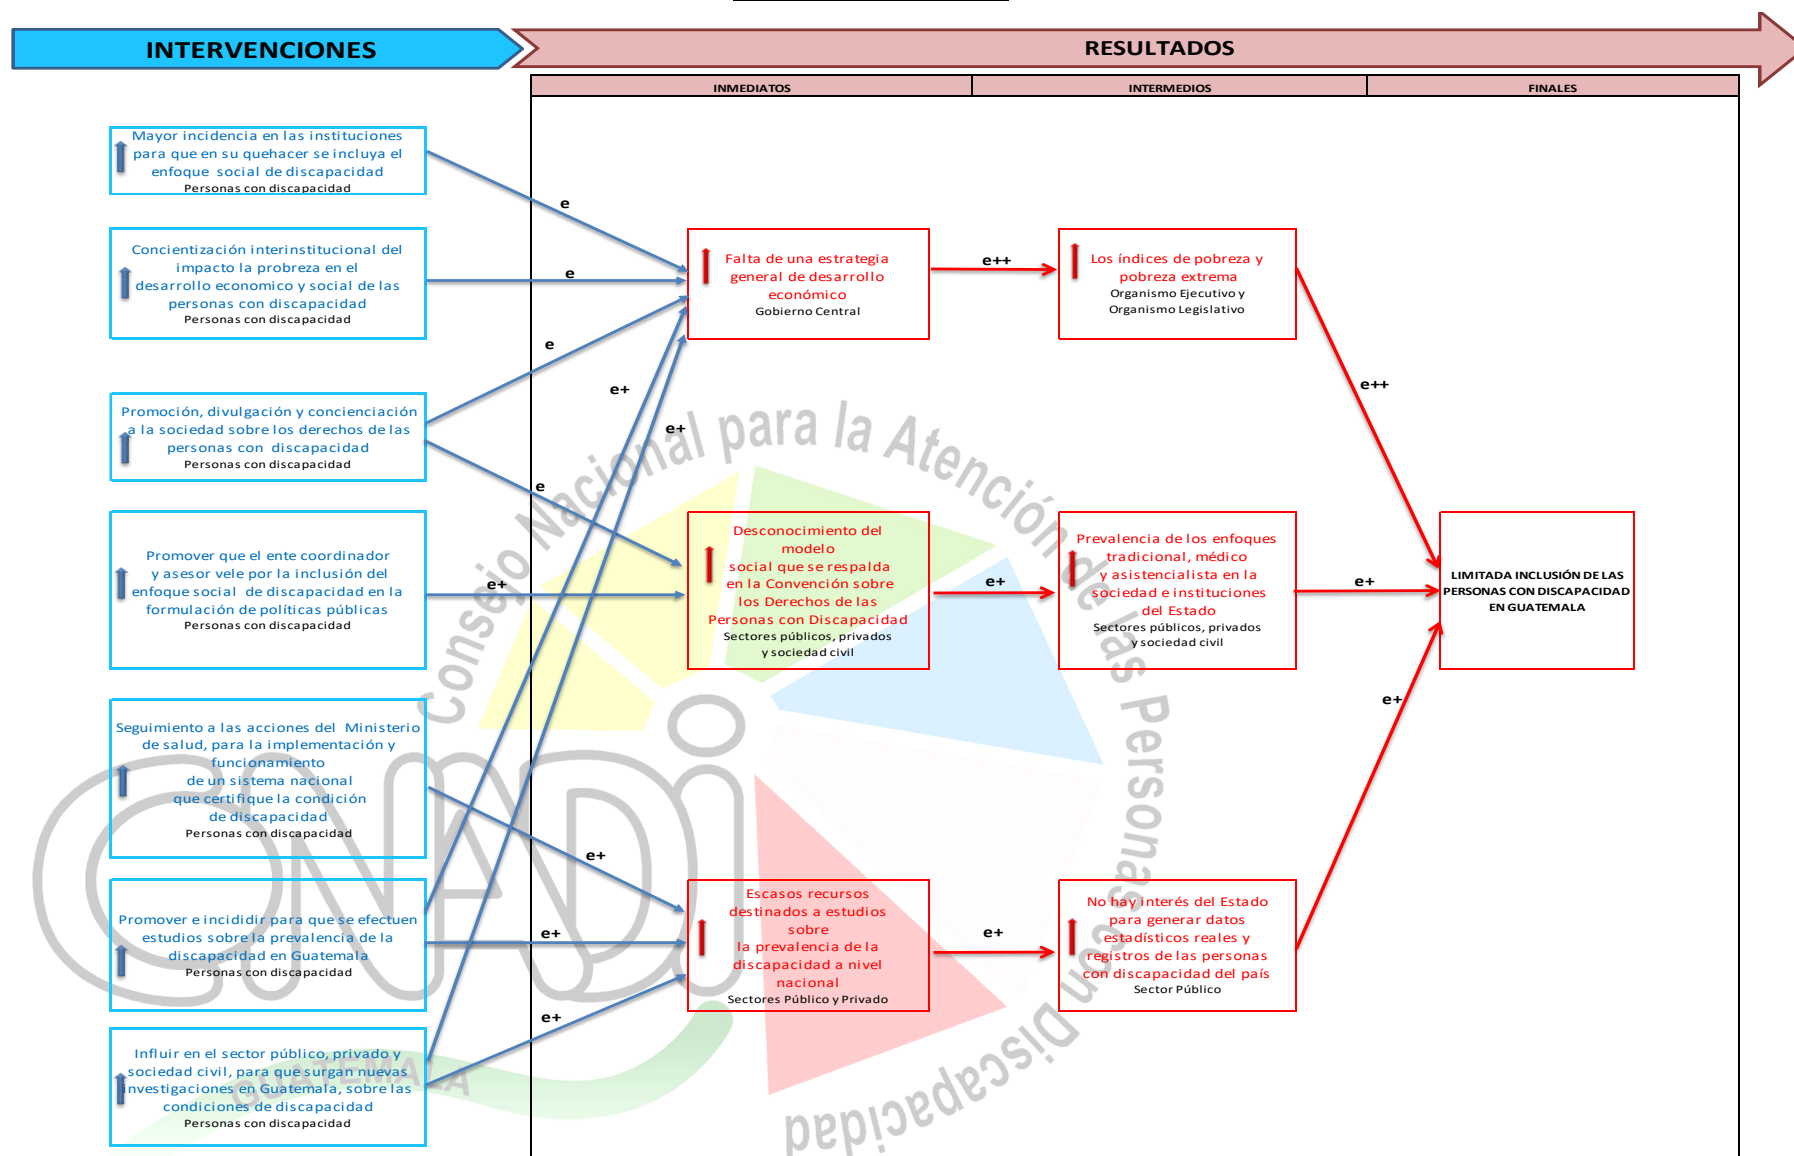 INTERVENCIONES
RESULTADOS
INMEDIATOS
INTERMEDIOS
FINALES
Mayor incidencia en las instituciones
para que en su quehacer se incluya el
enfoque social de discapacidad
Personas con discapacidad
Concientización interinstitucional del
impacto la probreza en el
desarrollo economico y social de las
personas con discapacidad
Personas con discapacidad
Promoción, divulgación y concienciación
a la sociedad sobre los derechos de las
personas con discapacidad
Personas con discapacidad
Promover que el ente coordinador
y asesor vele por la inclusión del
enfoque social de discapacidad en la
formulación de políticas públicas
Personas con discapacidad
Seguimiento a las acciones del Ministerio
de salud, para la implementación y
funcionamiento
de un sistema nacional
que certifique la condición
de discapacidad
Personas con discapacidad
Promover e incididir para que se efectuen
estudios sobre la prevalencia de la
discapacidad en Guatemala
Personas con discapacidad
Influir en el sector público, privado y
sociedad civil, para que surgan nuevas
investigaciones en Guatemala, sobre las
condiciones de discapacidad
Personas con discapacidad
e
e
e
e+
e+
e
e+
e+
e+
e+
Falta de una estrategia
general de desarrollo
económico
Gobierno Central
Desconocimiento del
modelo
social que se respalda
en la Convención sobre
los Derechos de las
Personas con Discapacidad
Sectores públicos, privados
y sociedad civil
Escasos recursos
destinados a estudios
sobre
la prevalencia de la
discapacidad a nivel
nacional
Sectores Público y Privado
e++
e+
e+
Los índices de pobreza y
pobreza extrema
Organismo Ejecutivo y
Organismo Legislativo
Prevalencia de los enfoques
tradicional, médico
y asistencialista en la
sociedad e instituciones
del Estado
Sectores públicos, privados
y sociedad civil
No hay interés del Estado
para generar datos
estadísticos reales y
registros de las personas
con discapacidad del país
Sector Público
e++
e+
e+
LIMITADA INCLUSIÓN DE LAS
PERSONAS CON DISCAPACIDAD
EN GUATEMALA
Consejo Nacional para la Atención de las Personas con Discapacidad
CNADI
GUATEMALA